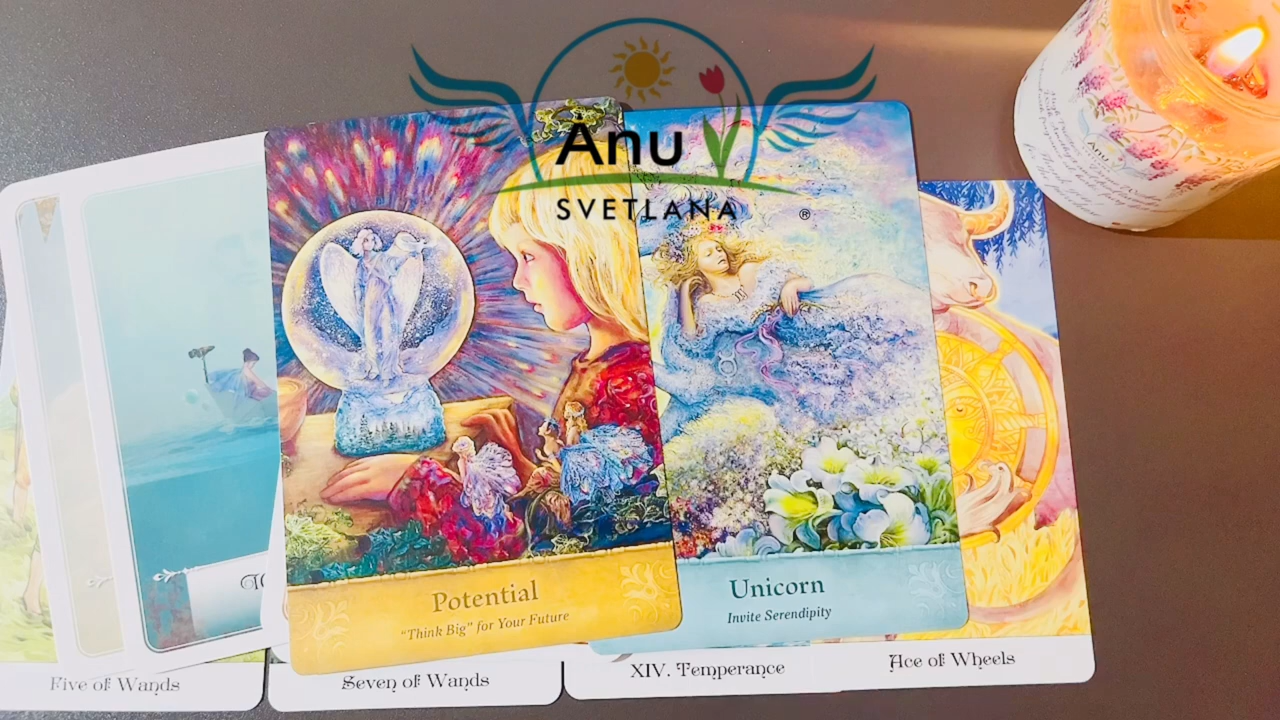 Anu
SVETLANA ®
Anu
Potential
"Think Big" for Your Future
Unicorn
Invite Serendipity
Five of Wands
Seven of Wands
XIV. Temperance
Ace of Wheels